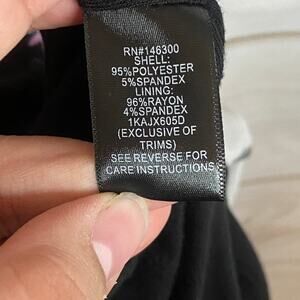 RN#146300
SHELL:
95%POLYESTER
5%SPANDEX
LINING:
96%RAYON
4%SPANDEX
1KAJX605D
(EXCLUSIVE OF
TRIMS)
SEE REVERSE FOR
CARE INSTRUCTIONS